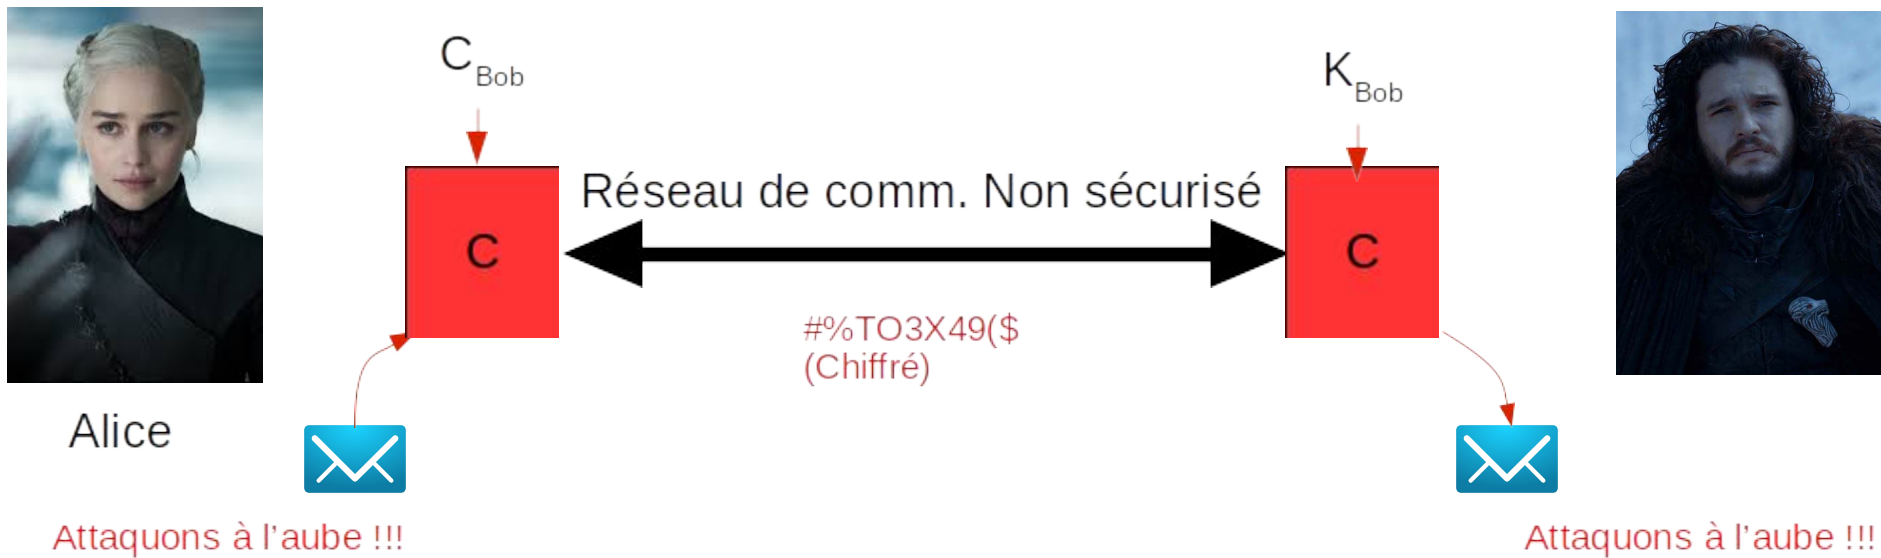 C Bob
K Bob
Réseau de comm. Non sécurisé
C
C
#%TO3X49($
(Chiffré)
Alice
Attaquons à l'aube !!!
Attaquons à l'aube !!!